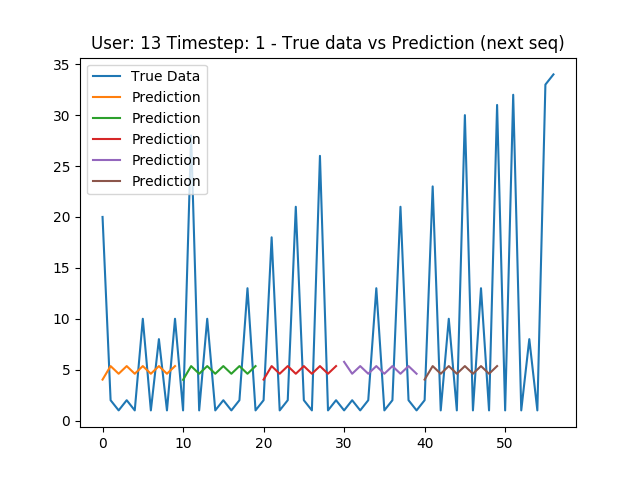 User: 13 Timestep: 1 - True data vs Prediction (next seq)
35
30
25
20
15
10
5
0
True Data
Prediction
Prediction
Prediction
Prediction
Prediction
0 10 20 30 40 50